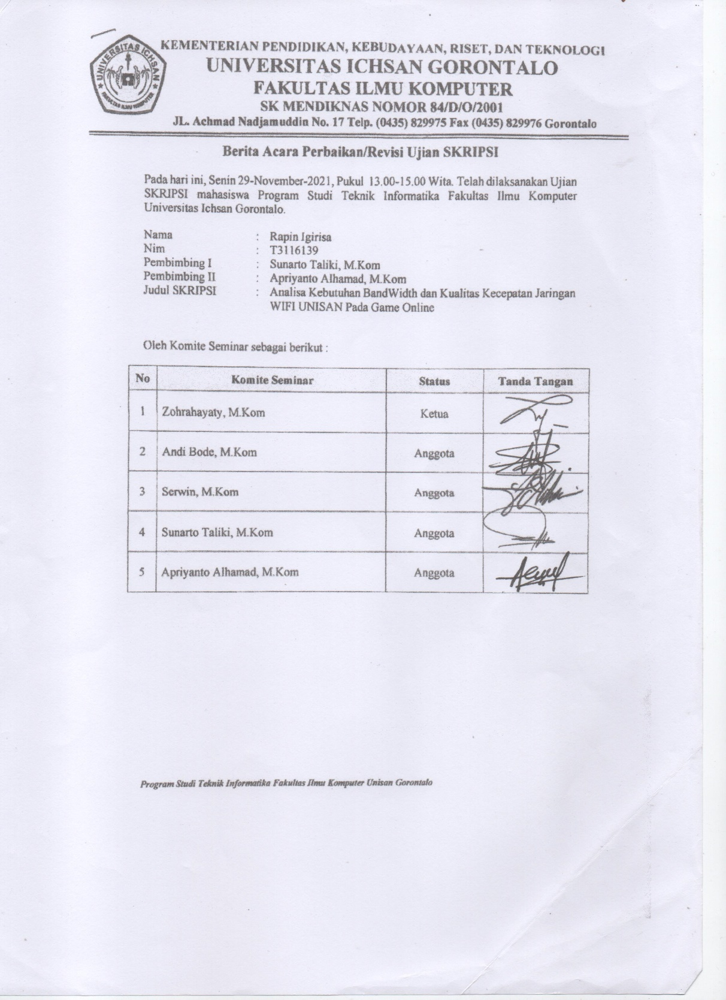 UNIVERSITAS ICHSAN
FAKULTAS ILMU KOMPUTER
KEMENTERIAN PENDIDIKAN, KEBUDAYAAN, RISET, DAN TEKNOLOGI
UNIVERSITAS ICHSAN GORONTALO
FAKULTAS ILMU KOMPUTER
SK MENDIKNAS NOMOR 84/D/O/2001
JL. Achmad Nadjamuddin No. 17 Telp. (0435) 829975 Fax (0435) 829976 Gorontalo
Berita Acara Perbaikan/Revisi Ujian SKRIPSI
Pada hari ini, Senin 29-November-2021, Pukul 13.00-15.00 Wita. Telah dilaksanakan Ujian
SKRIPSI mahasiswa Program Studi Teknik Informatika Fakultas Ilmu Komputer
Universitas Ichsan Gorontalo.
Nama : Rapin Igirisa
Nim : T3116139
Pembimbing I : Sunarto Taliki, M.Kom
Pembimbing II : Apriyanto Alhamad, M.Kom
Judul SKRIPSI : Analisa Kebutuhan BandWidth dan Kualitas Kecepatan Jaringan
WIFI UNISAN Pada Game Online
Oleh Komite Seminar sebagai berikut :
No Komite Seminar Status Tanda Tangan
1 Zohrahayaty, M.Kom Ketua
2 Andi Bode, M.Kom Anggota
3 Serwin, M.Kom Anggota
4 Sunarto Taliki, M.Kom Anggota
5 Apriyanto Alhamad, M.Kom Anggota
Program Studi Teknik Informatika Fakultas Ilmu Komputer Unisan Gorontalo